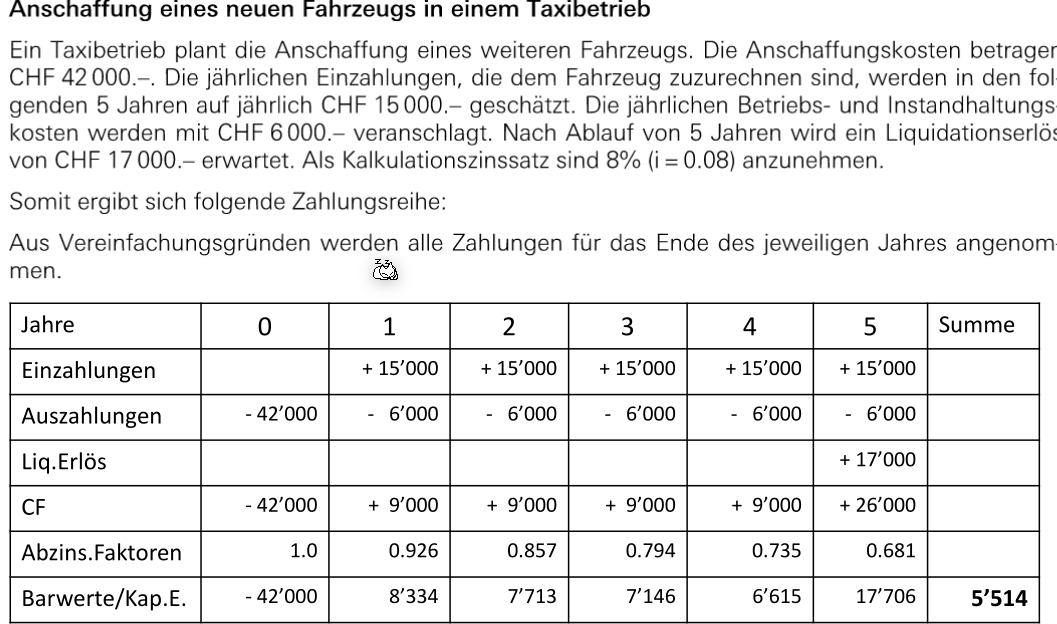 Anschaffung eines neuen Fahrzeugs in einem Taxibetrieb
Ein Taxibetrieb plant die Anschaffung eines weiteren Fahrzeugs. Die Anschaffungskosten betragen
CHF 42 000.–. Die jährlichen Einzahlungen, die dem Fahrzeug zuzurechnen sind, werden in den fol-
genden 5 Jahren auf jährlich CHF 15 000.– geschätzt. Die jährlichen Betriebs- und Instandhaltungs-
kosten werden mit CHF 6 000.– veranschlagt. Nach Ablauf von 5 Jahren wird ein Liquidationserlös
von CHF 17 000.– erwartet. Als Kalkulationszinssatz sind 8% (i = 0.08) anzunehmen.
Somit ergibt sich folgende Zahlungsreihe:
Aus Vereinfachungsgründen werden alle Zahlungen für das Ende des jeweiligen Jahres angenom-
men.
Jahre 0 1 2 3 4 5 Summe
Einzahlungen + 15’000 + 15’000 + 15’000 + 15’000 + 15’000
Auszahlungen - 42’000 - 6’000 - 6’000 - 6’000 - 6’000 - 6’000
Liq.Erlös + 17’000
CF - 42’000 + 9’000 + 9’000 + 9’000 + 9’000 + 26’000
Abzins.Faktoren 1.0 0.926 0.857 0.794 0.735 0.681
Barwerte/Kap.E. - 42’000 8’334 7’713 7’146 6’615 17’706 5’514